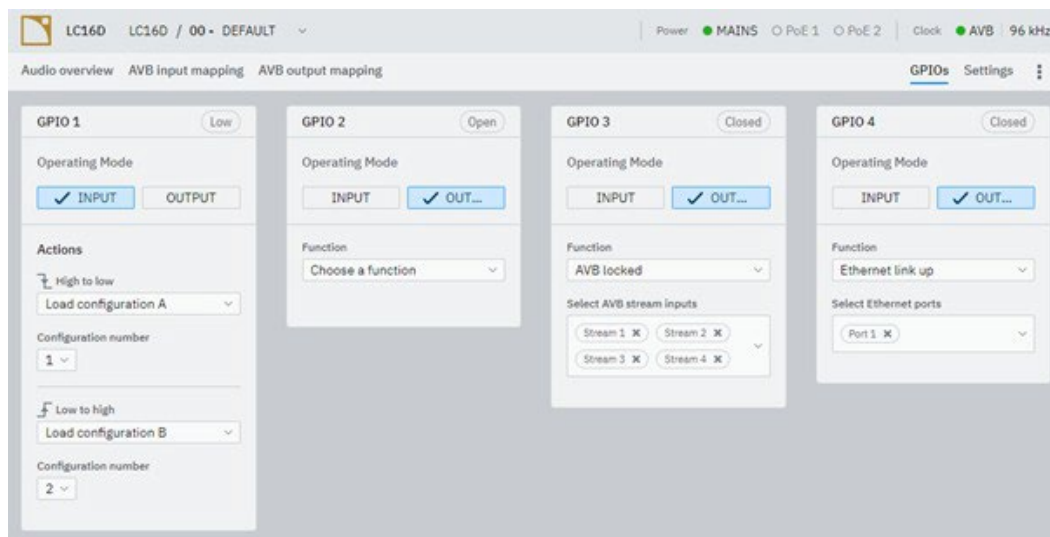 LC16D LC16D / 00 - DEFAULT Power MAINS PoE 1 PoE 2 Clock AVB 96 kHz
Audio overview AVB input mapping AVB output mapping GPIOs Settings
GPIO 1 Low
Operating Mode
INPUT OUTPUT
Actions
High to low
Load configuration A
Configuration number
1
Low to high
Load configuration B
Configuration number
2
GPIO 2 Open
Operating Mode
INPUT OUT...
Function
Choose a function
GPIO 3 Closed
Operating Mode
INPUT OUT...
Function
AVB locked
Select AVB stream inputs
Stream 1 Stream 2
Stream 3 Stream 4
GPIO 4 Closed
Operating Mode
INPUT OUT...
Function
Ethernet link up
Select Ethernet ports
Port 1